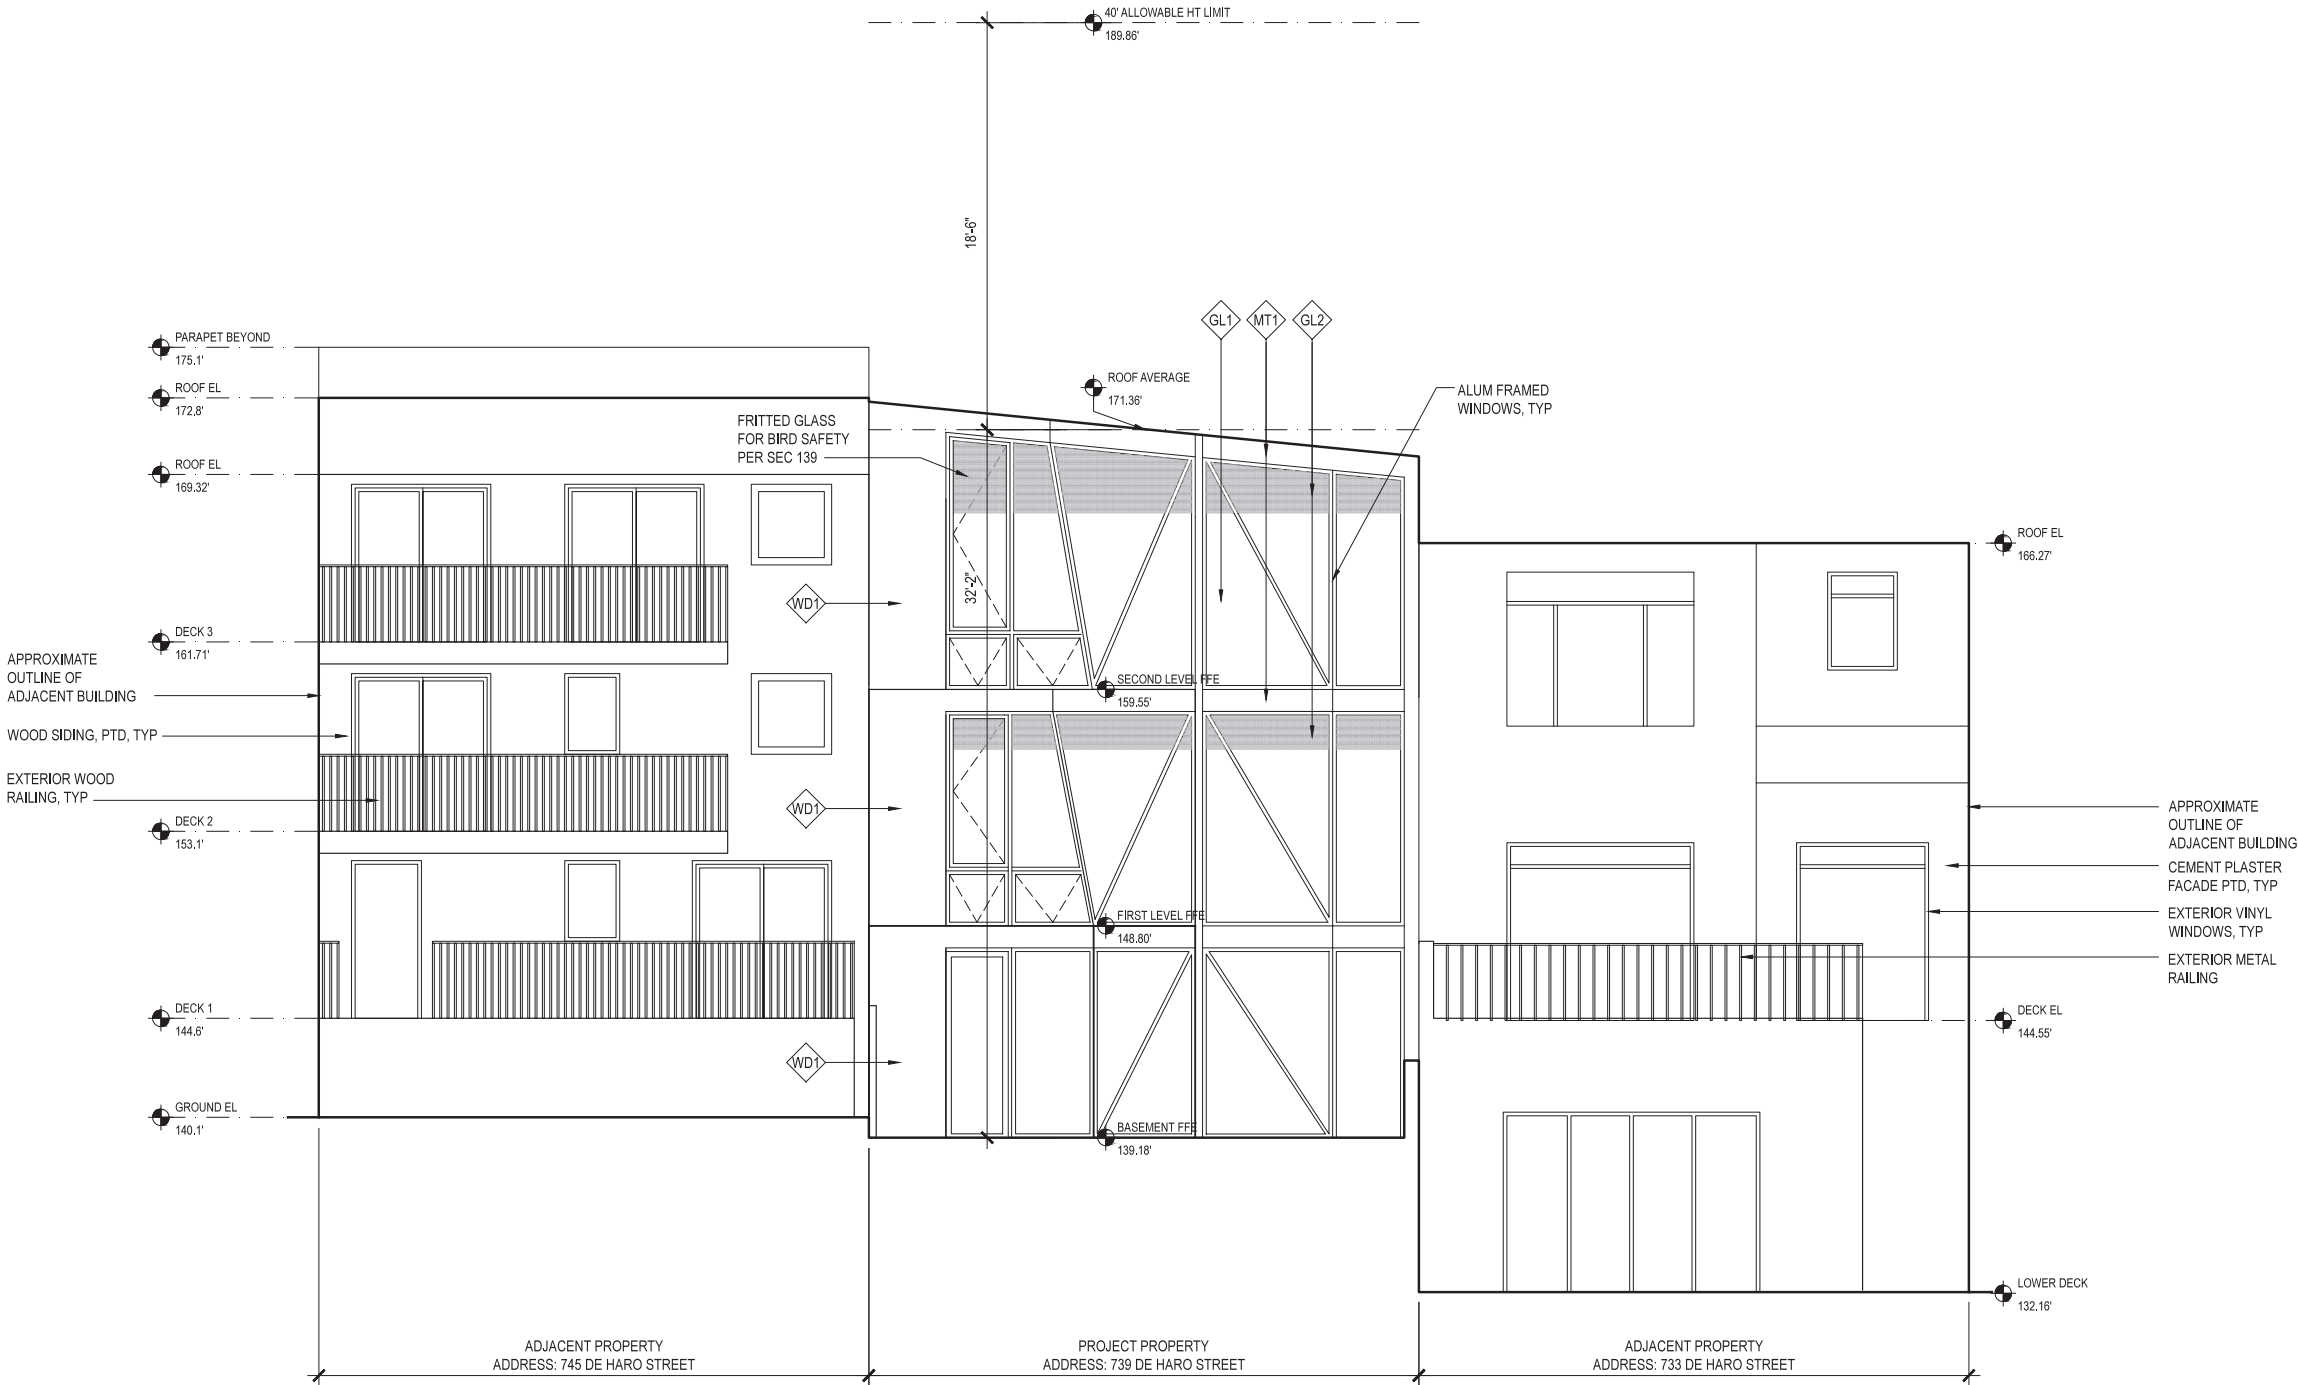 40' ALLOWABLE HT LIMIT
189.86'
18'-6"
GL1
MT1
GL2
PARAPET BEYOND
175.1'
ROOF EL
172.8'
ROOF AVERAGE
171.36'
ALUM FRAMED
WINDOWS, TYP
FRITTED GLASS
FOR BIRD SAFETY
PER SEC 139
ROOF EL
169.32'
ROOF EL
166.27'
32'-2"
WD1
DECK 3
161.71'
APPROXIMATE
OUTLINE OF
ADJACENT BUILDING
SECOND LEVEL FFE
159.55'
WOOD SIDING, PTD, TYP
EXTERIOR WOOD
RAILING, TYP
WD1
DECK 2
153.1'
APPROXIMATE
OUTLINE OF
ADJACENT BUILDING
CEMENT PLASTER
FACADE PTD, TYP
EXTERIOR VINYL
WINDOWS, TYP
FIRST LEVEL FFE
148.80'
EXTERIOR METAL
RAILING
DECK 1
144.6'
DECK EL
144.55'
WD1
GROUND EL
140.1'
BASEMENT FFE
139.18'
LOWER DECK
132.16'
ADJACENT PROPERTY
ADDRESS: 745 DE HARO STREET
PROJECT PROPERTY
ADDRESS: 739 DE HARO STREET
ADJACENT PROPERTY
ADDRESS: 733 DE HARO STREET